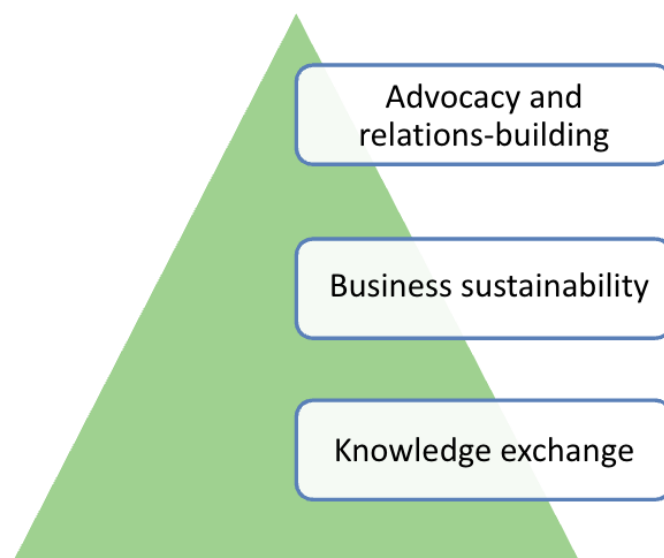 Advocacy and
relations-building
Business sustainability
Knowledge exchange